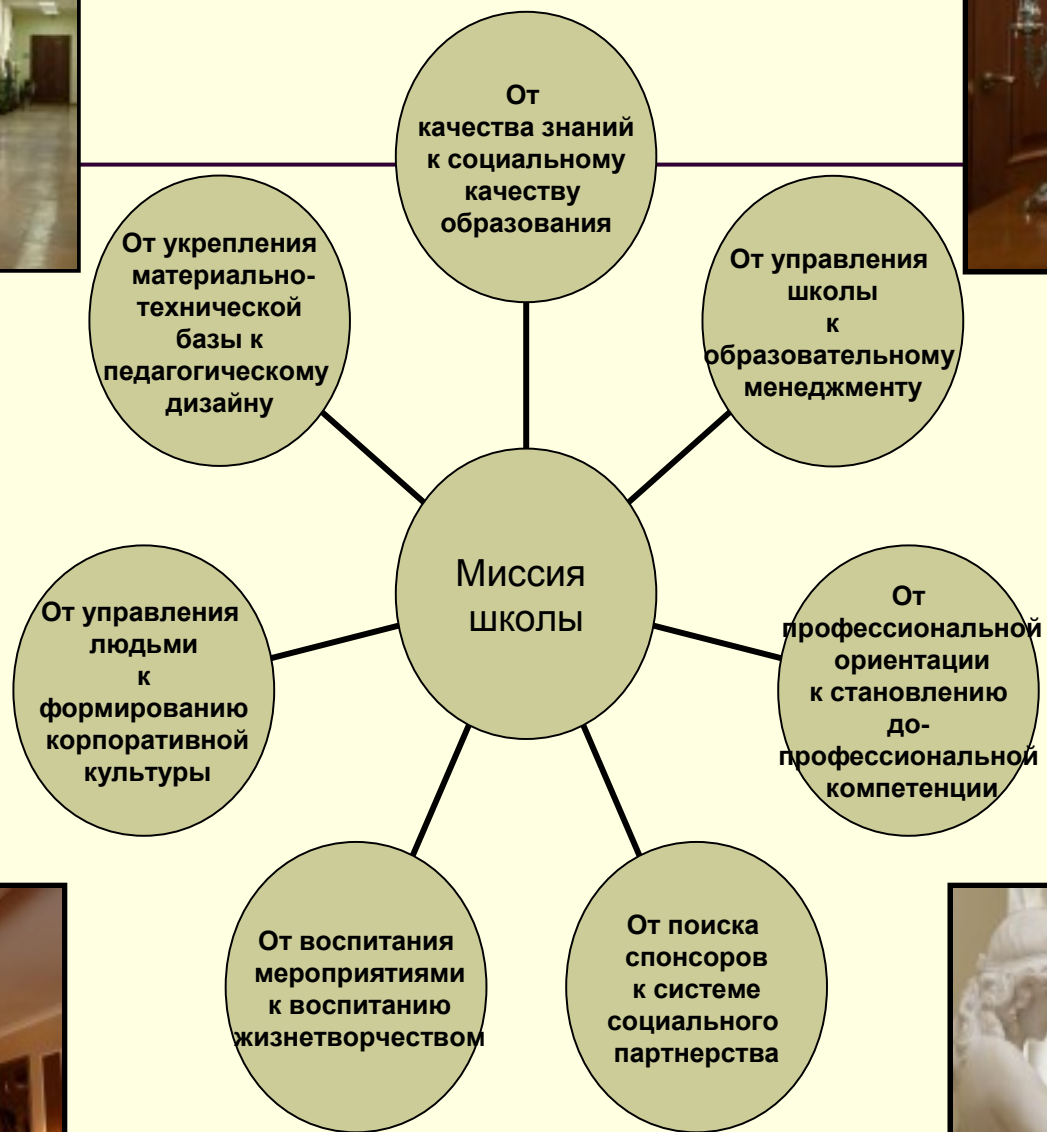 От
качества знаний
к социальному
качеству
образования
От укрепления
материально-
технической
базы к
педагогическому
дизайну
От управления
школы
к
образовательному
менеджменту
Миссия
школы
От управления
людьми
к
формированию
корпоративной
культуры
От
профессиональной
ориентации
к становлению
до-
профессиональной
компетенции
От воспитания
мероприятиями
к воспитанию
жизнетворчеством
От поиска
спонсоров
к системе
социального
партнерства